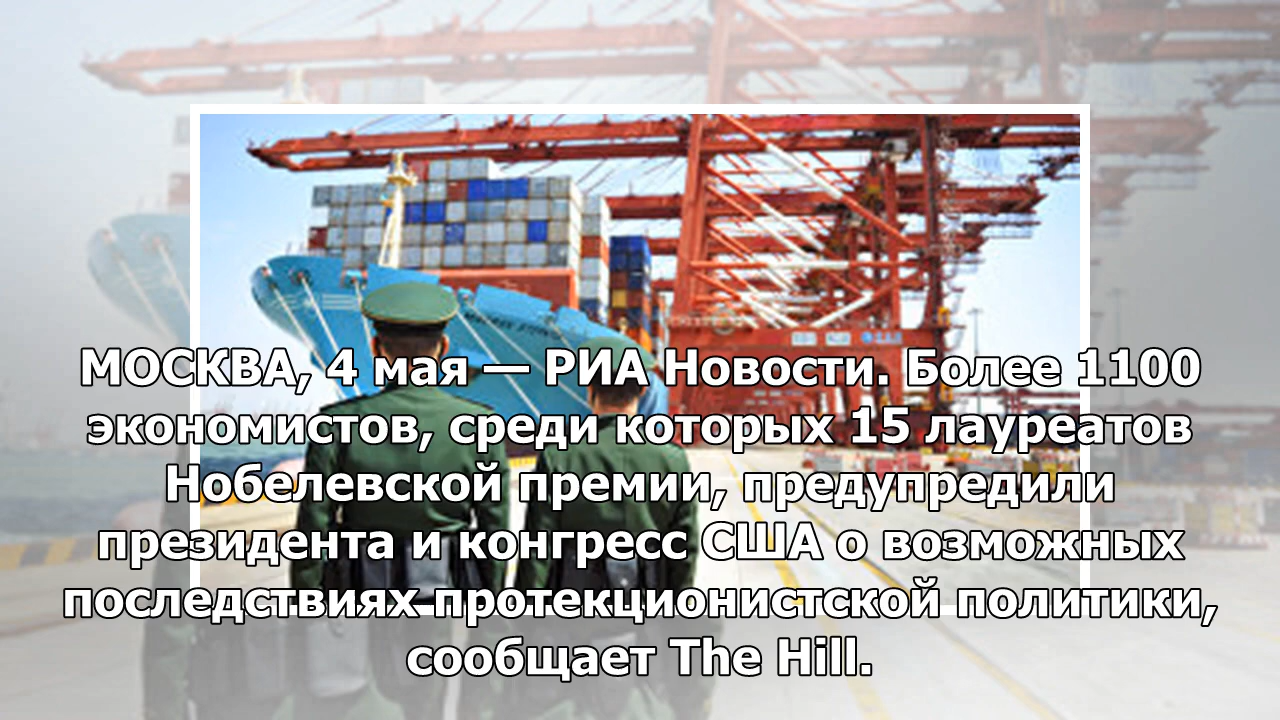 МОСКВА, 4 мая — РИА Новости. Более 1100
экономистов, среди которых 15 лауреатов
Нобелевской премии, предупредили
президента и конгресс США о возможных
последствиях протекционистской политики,
сообщает The Hill.